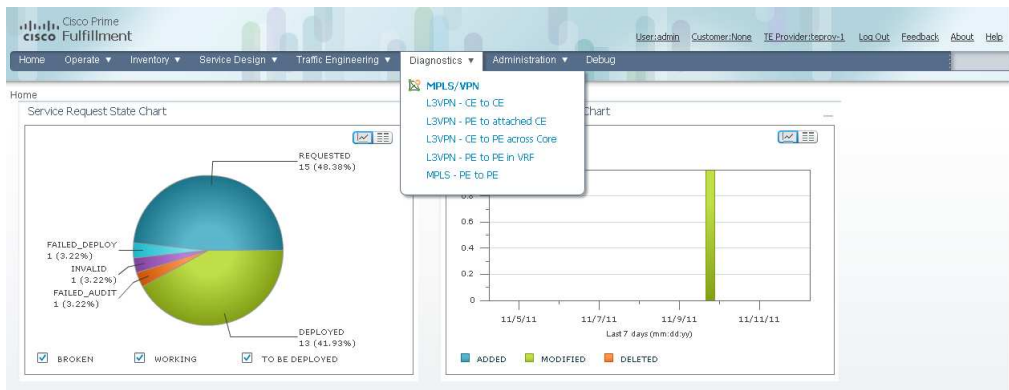 Cisco Prime
CISCO Fulfillment
User:admin Customer:None TE Provider:teprov-1 Log Out Feedback About Help
Home Operate Inventory Service Design Traffic Engineering Diagnostics Administration Debug
MPLS/VPN
L3VPN - CE to CE
L3VPN - PE to attached CE
L3VPN - CE to PE across Core
L3VPN - PE to PE in VRF
MPLS - PE to PE
Home
Service Request State Chart
Chart
REQUESTED
15 (48.38%)
FAILED_DEPLOY
1 (3.22%)
INVALID
1 (3.22%)
FAILED_AUDIT
1 (3.22%)
DEPLOYED
13 (41.93%)
BROKEN WORKING TO BE DEPLOYED
0.8
0.6
0.4
0.2
0
11/5/11 11/7/11 11/9/11 11/11/11
Last 7 days (mm:dd:yy)
ADDED MODIFIED DELETED